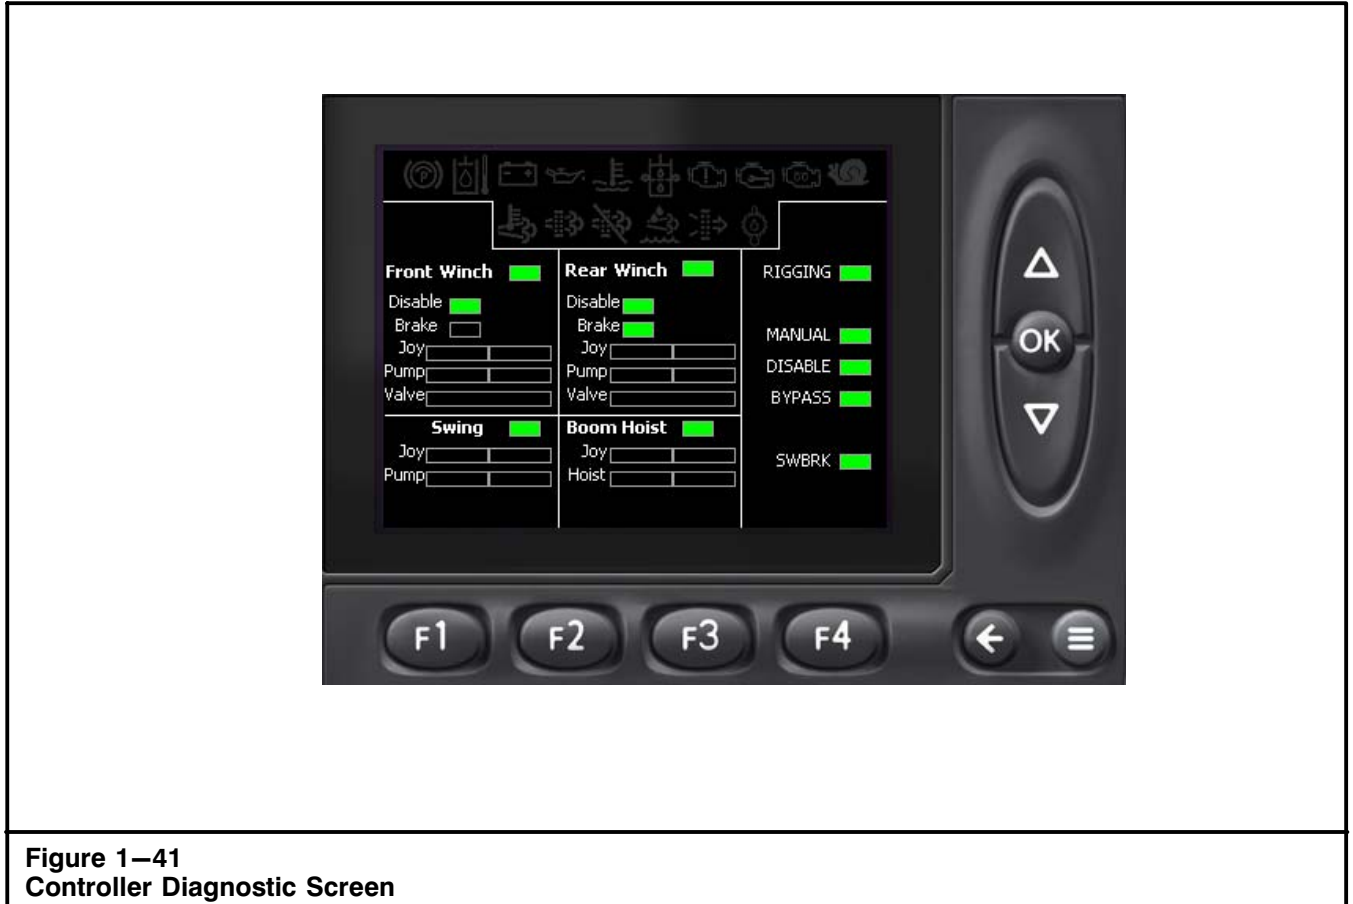 Front Winch
Disable
Brake
Joy
Pump
Valve
Rear Winch
Disable
Brake
Joy
Pump
Valve
Swing
Joy
Pump
Boom Hoist
Joy
Hoist
RIGGING
MANUAL
DISABLE
BYPASS
SWBRK
OK
F1 F2 F3 F4
Figure 1—41
Controller Diagnostic Screen